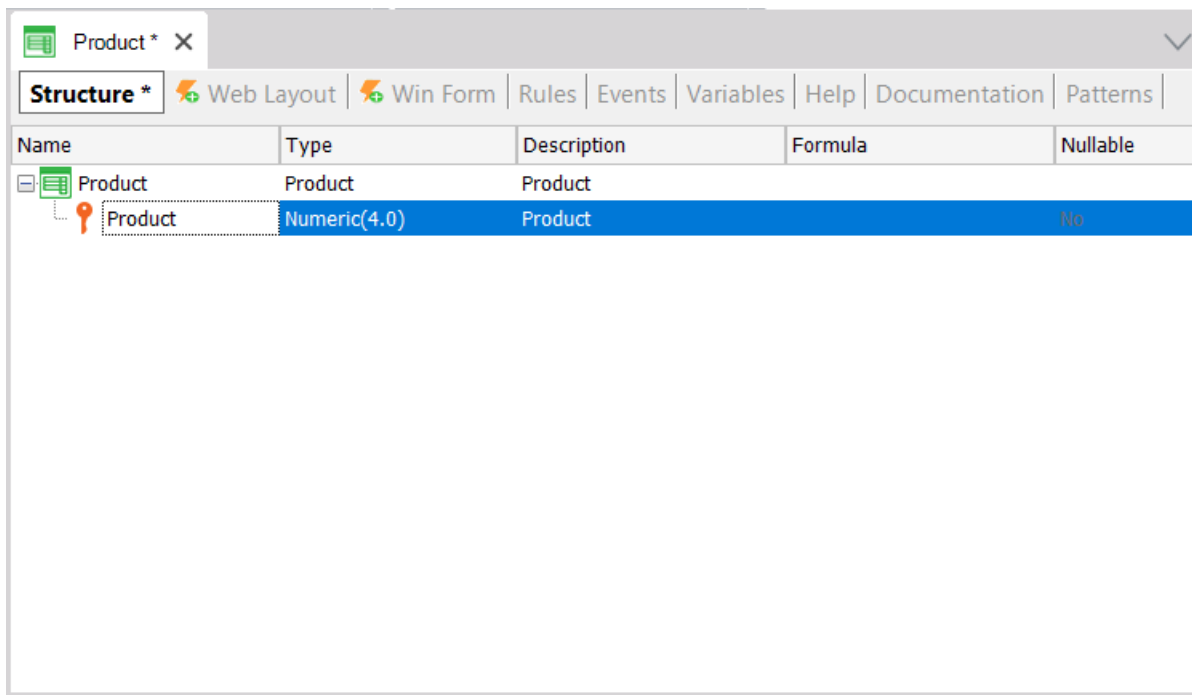 Product *
Structure * Web Layout Win Form Rules Events Variables Help Documentation Patterns
Name Type Description Formula Nullable
Product Product Product
Product Numeric(4.0) Product No